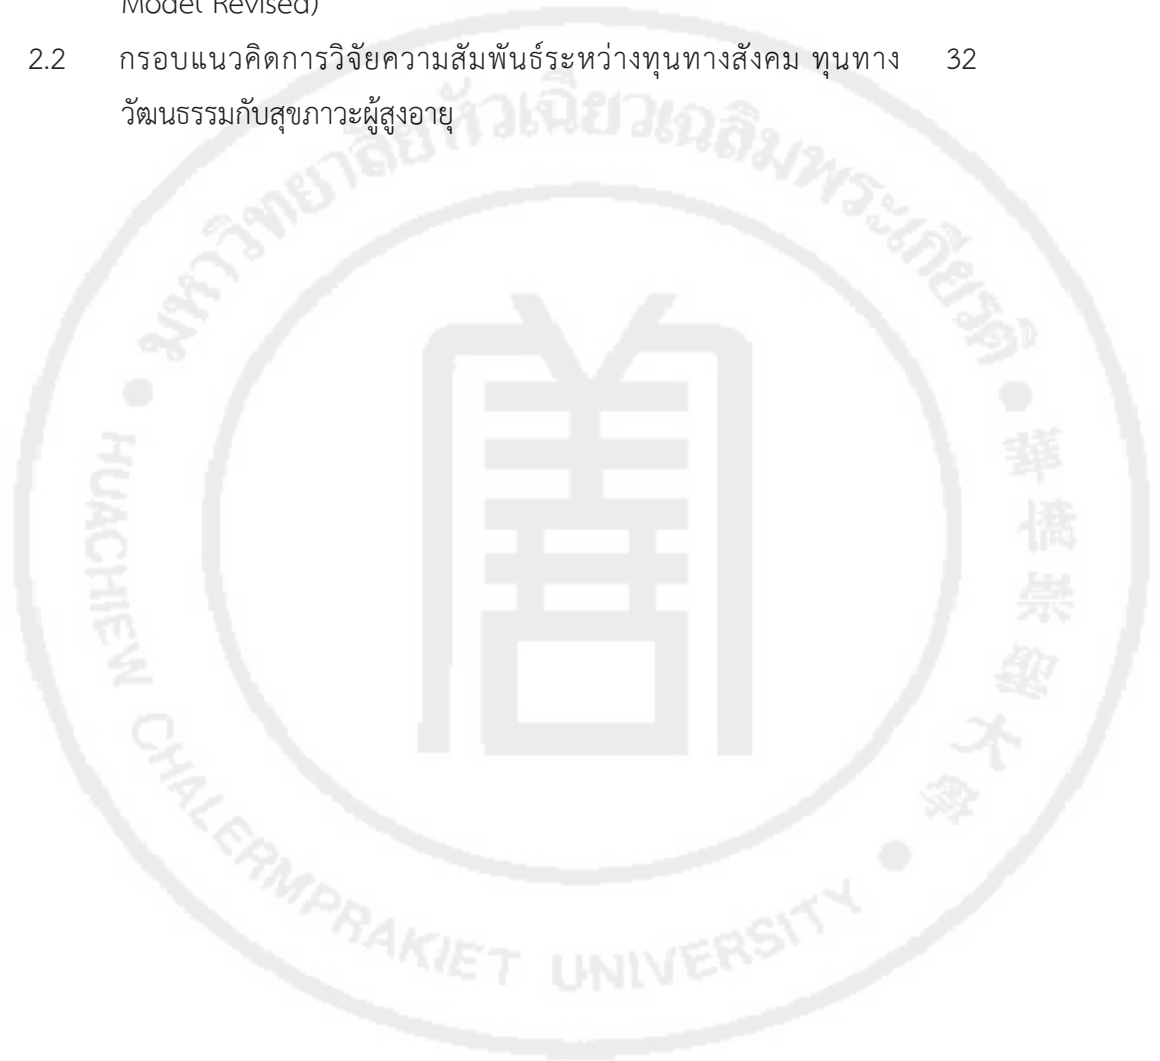 Model Revised)
2.2 กรอบแนวคิดการวิจัยความสัมพันธ์ระหว่างทุนทางสังคม ทุนทาง 32
วัฒนธรรมกับสุขภาวะผู้สูงอายุ
มหาวิทยาลัยหัวเฉียวเฉลิมพระเกียรติ
華僑崇聖大學
HUACHIEW CHALERMPRAKIET UNIVERSITY